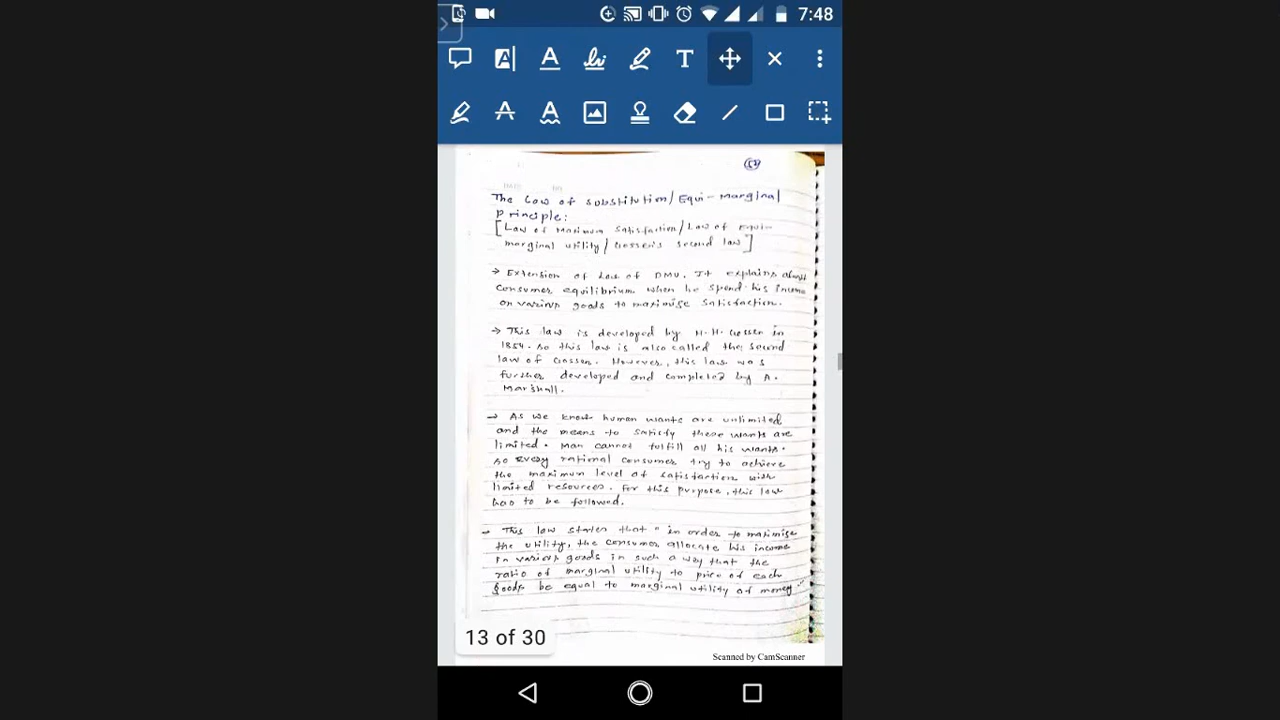 7:48
The Law of substitution/Equi-Marginal
Principle:
[Law of Maximum Satisfaction/Law of Equi-
marginal utility/Gossen's second law]
→ Extension of Law of DMU. It explains about
consumer equilibrium when he spend his income
on various goods to maximise satisfaction.
→ This law is developed by H.H. Gossen in
1854. so this law is also called the second
law of Gossen. However, this law was
further developed and completed by A.
Marshall.
→ As we know human wants are unlimited
and the means to satisfy these wants are
limited. Man cannot fulfill all his wants.
so every rational consumer try to achieve
the maximum level of satisfaction with
limited resources. For this purpose, this law
has to be followed.
→ This law states that "in order to maximise
the utility, the consumer allocate his income
in various goods in such a way that the
ratio of marginal utility to price of each
goods be equal to marginal utility of money"
13 of 30
Scanned by CamScanner